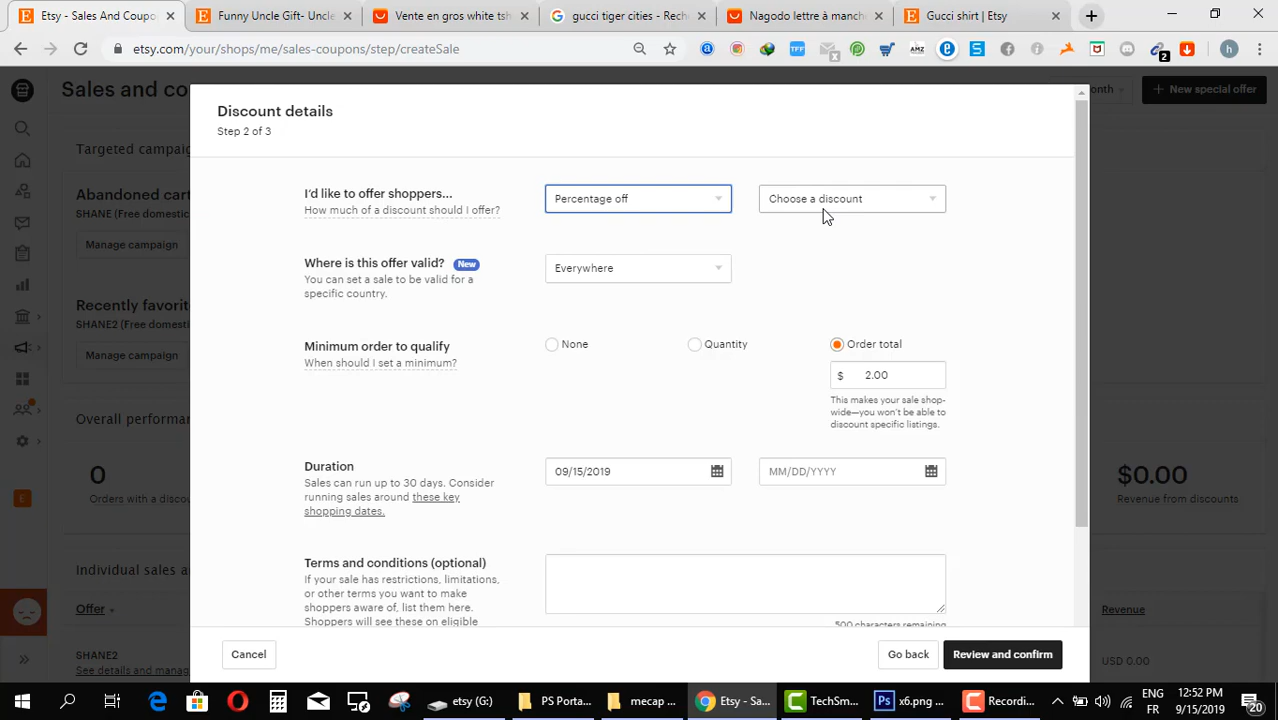 Etsy - Sales And Coupo
Funny Uncle Gift- Uncle
Vente en gros white tsh
gucci tiger cities - Rech
Nagodo lettre à manch
Gucci shirt | Etsy
etsy.com/your/shops/me/sales-coupons/step/createSale
Sales and co
onth
New special offer
Discount details
Step 2 of 3
Targeted campa
Abandoned cart
SHANE (Free domesti
Manage campaign
Recently favorite
SHANE2 (Free domes
Manage campaign
I'd like to offer shoppers...
How much of a discount should I offer?
Percentage off
Choose a discount
Where is this offer valid? New
You can set a sale to be valid for a
specific country.
Everywhere
Minimum order to qualify
When should I set a minimum?
None
Quantity
Order total
$ 2.00
This makes your sale shop-
wide—you won't be able to
discount specific listings.
Overall performa
0
Orders with a discou
$0.00
Revenue from discounts
Duration
Sales can run up to 30 days. Consider
running sales around these key
shopping dates.
09/15/2019
MM/DD/YYYY
Terms and conditions (optional)
If your sale has restrictions, limitations,
or other terms you want to make
shoppers aware of, list them here.
Shoppers will see these on eligible
500 characters remaining
Individual sales a
Offer
Revenue
SHANE2
See details and manag
USD 0.00
Cancel
Go back
Review and confirm
etsy (G:)
PS Porta...
mecap ...
Etsy - Sa...
TechSm...
x6.png ...
Recordi...
ENG
FR
12:52 PM
9/15/2019
20